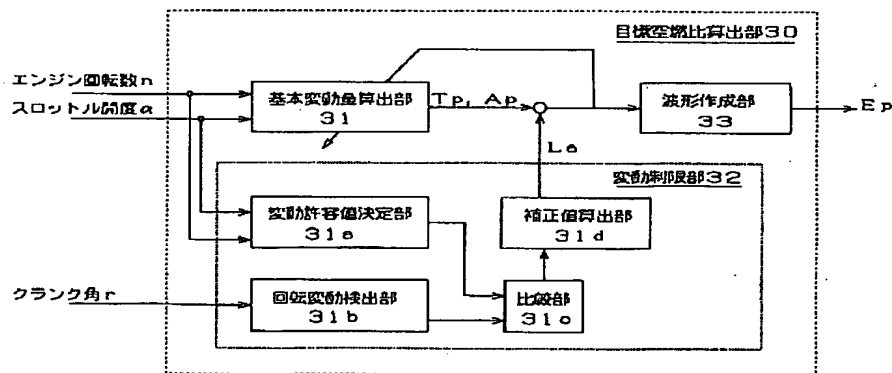 目標空燃比算出部30
エンジン回転数n
スロットル開度α
基本変動量算出部
31
Tp, Ap
波形作成部
33
Ep
La
変動制限部32
変動許容値決定部
31a
補正値算出部
31d
クランク角r
回転変動検出部
31b
比較部
31c